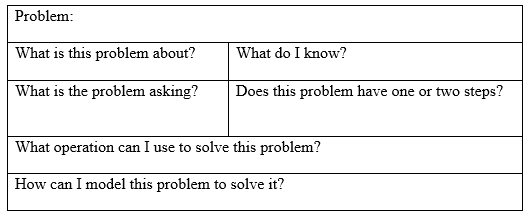 Problem:
What is this problem about?
What do I know?
What is the problem asking?
Does this problem have one or two steps?
What operation can I use to solve this problem?
How can I model this problem to solve it?